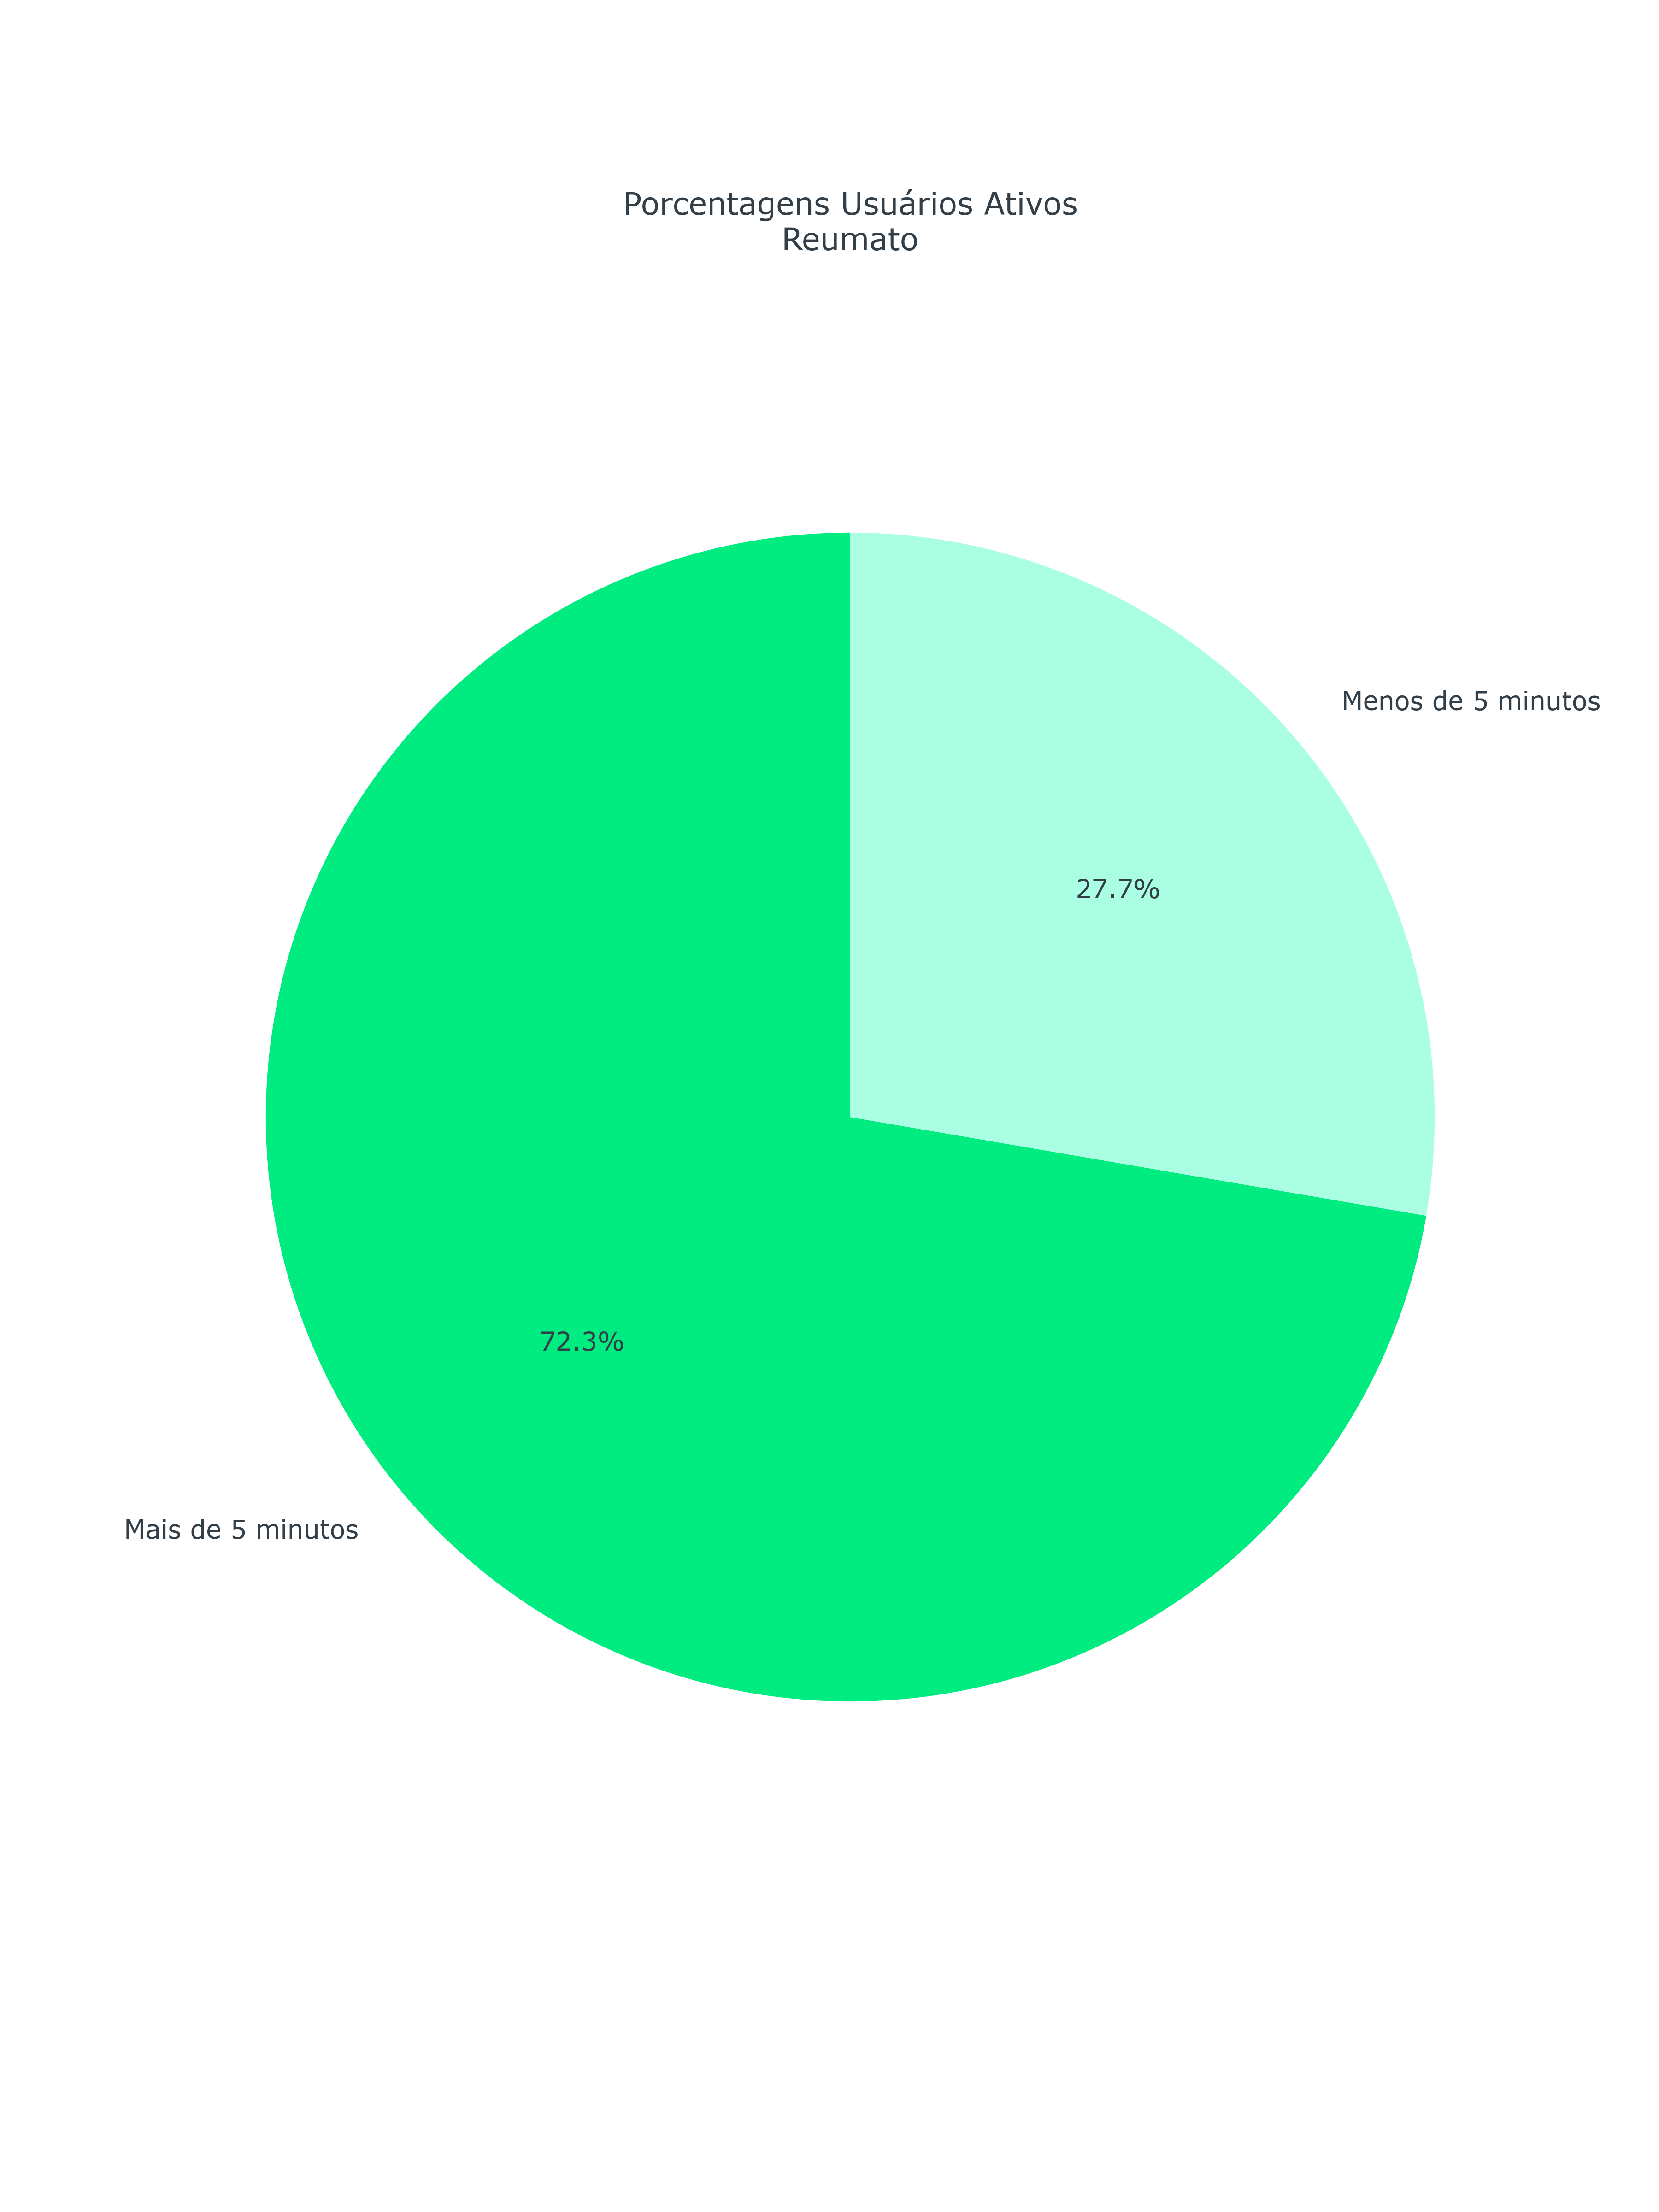 Porcentagens Usuários Ativos
Reumato
Menos de 5 minutos
27.7%
72.3%
Mais de 5 minutos